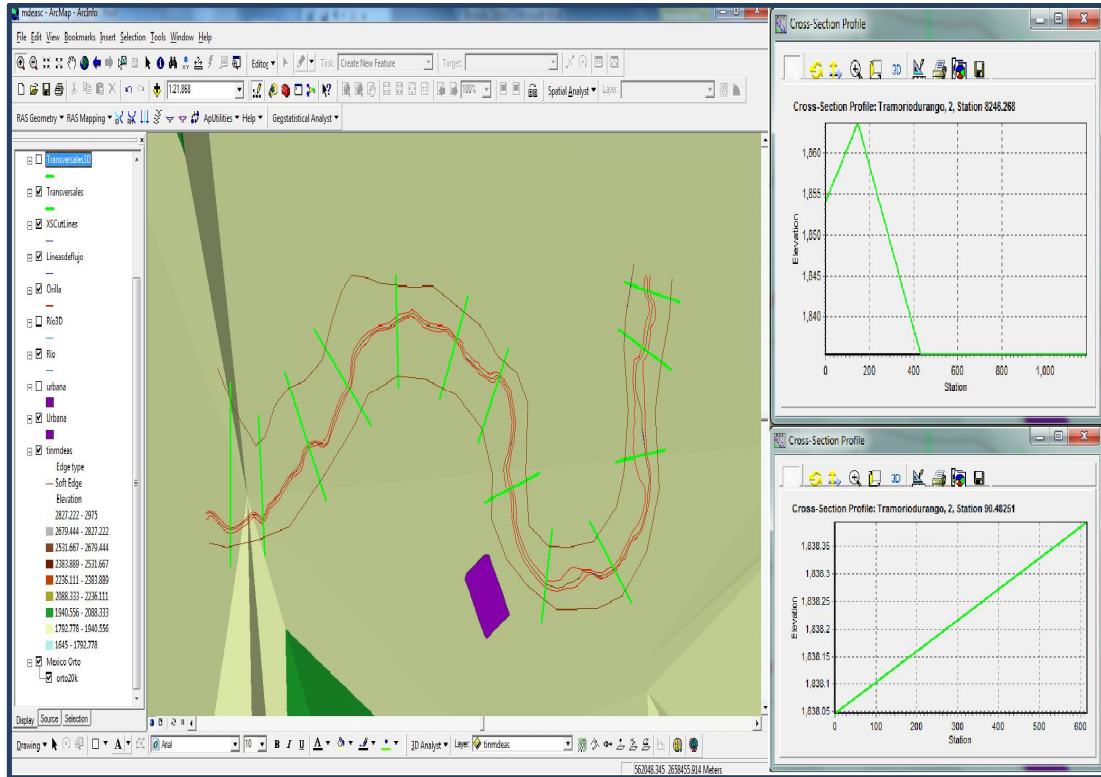 mdeasc - ArcMap - ArcInfo
File Edit View Bookmarks Insert Selection Tools Window Help
Editor Task: Create New Feature Target:
1:21,868 100% Spatial Analyst Layer:
RAS Geometry RAS Mapping ApUtilities Help Geostatistical Analyst
Transversales3D
Transversales
XSCutLines
Lineasdeflujo
Orilla
Rio3D
Rio
urbana
Urbana
tinmdeas
Edge type
Soft Edge
Elevation
2827.222 - 2975
2679.444 - 2827.222
2531.667 - 2679.444
2383.889 - 2531.667
2236.111 - 2383.889
2088.333 - 2236.111
1940.556 - 2088.333
1792.778 - 1940.556
1645 - 1792.778
Mexico Orto
orto20k
Display Source Selection
Drawing A Arial 10 B I U A 3D Analyst Layer: tinmdeas
562048.345 2658455.914 Meters
Cross-Section Profile
3D
Cross-Section Profile: Tramoriodurango, 2, Station 8246.268
1,860
1,855
1,850
1,845
1,840
Elevation
0 200 400 600 800 1,000
Station
Cross-Section Profile
3D
Cross-Section Profile: Tramoriodurango, 2, Station 90.48251
1,838.35
1,838.3
1,838.25
1,838.2
1,838.15
1,838.1
1,838.05
Elevation
0 100 200 300 400 500 600
Station